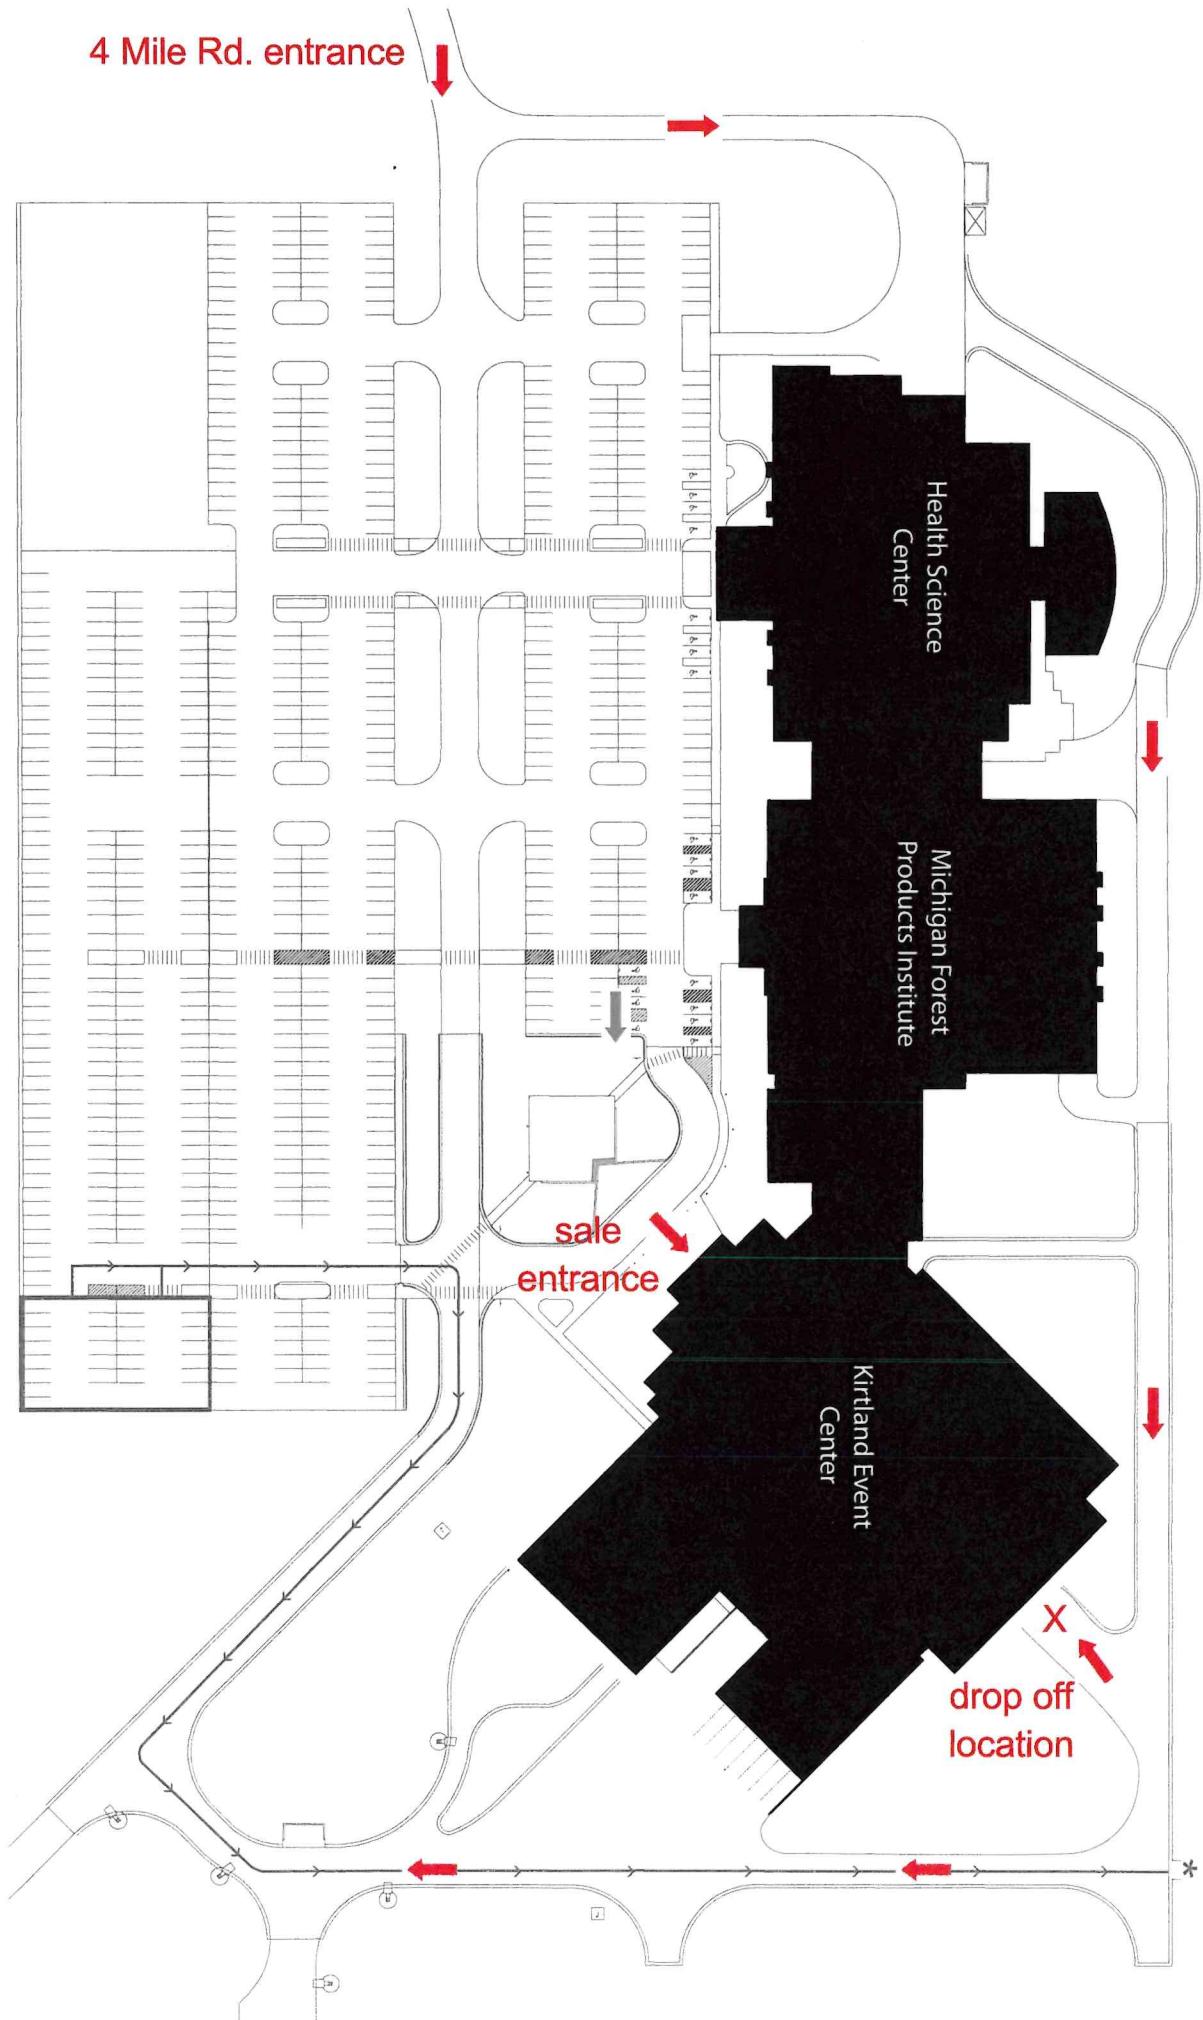 4 Mile Rd. entrance
Health Science
Center
Michigan Forest
Products Institute
sale
entrance
Kirtland Event
Center
X
drop off
location
*